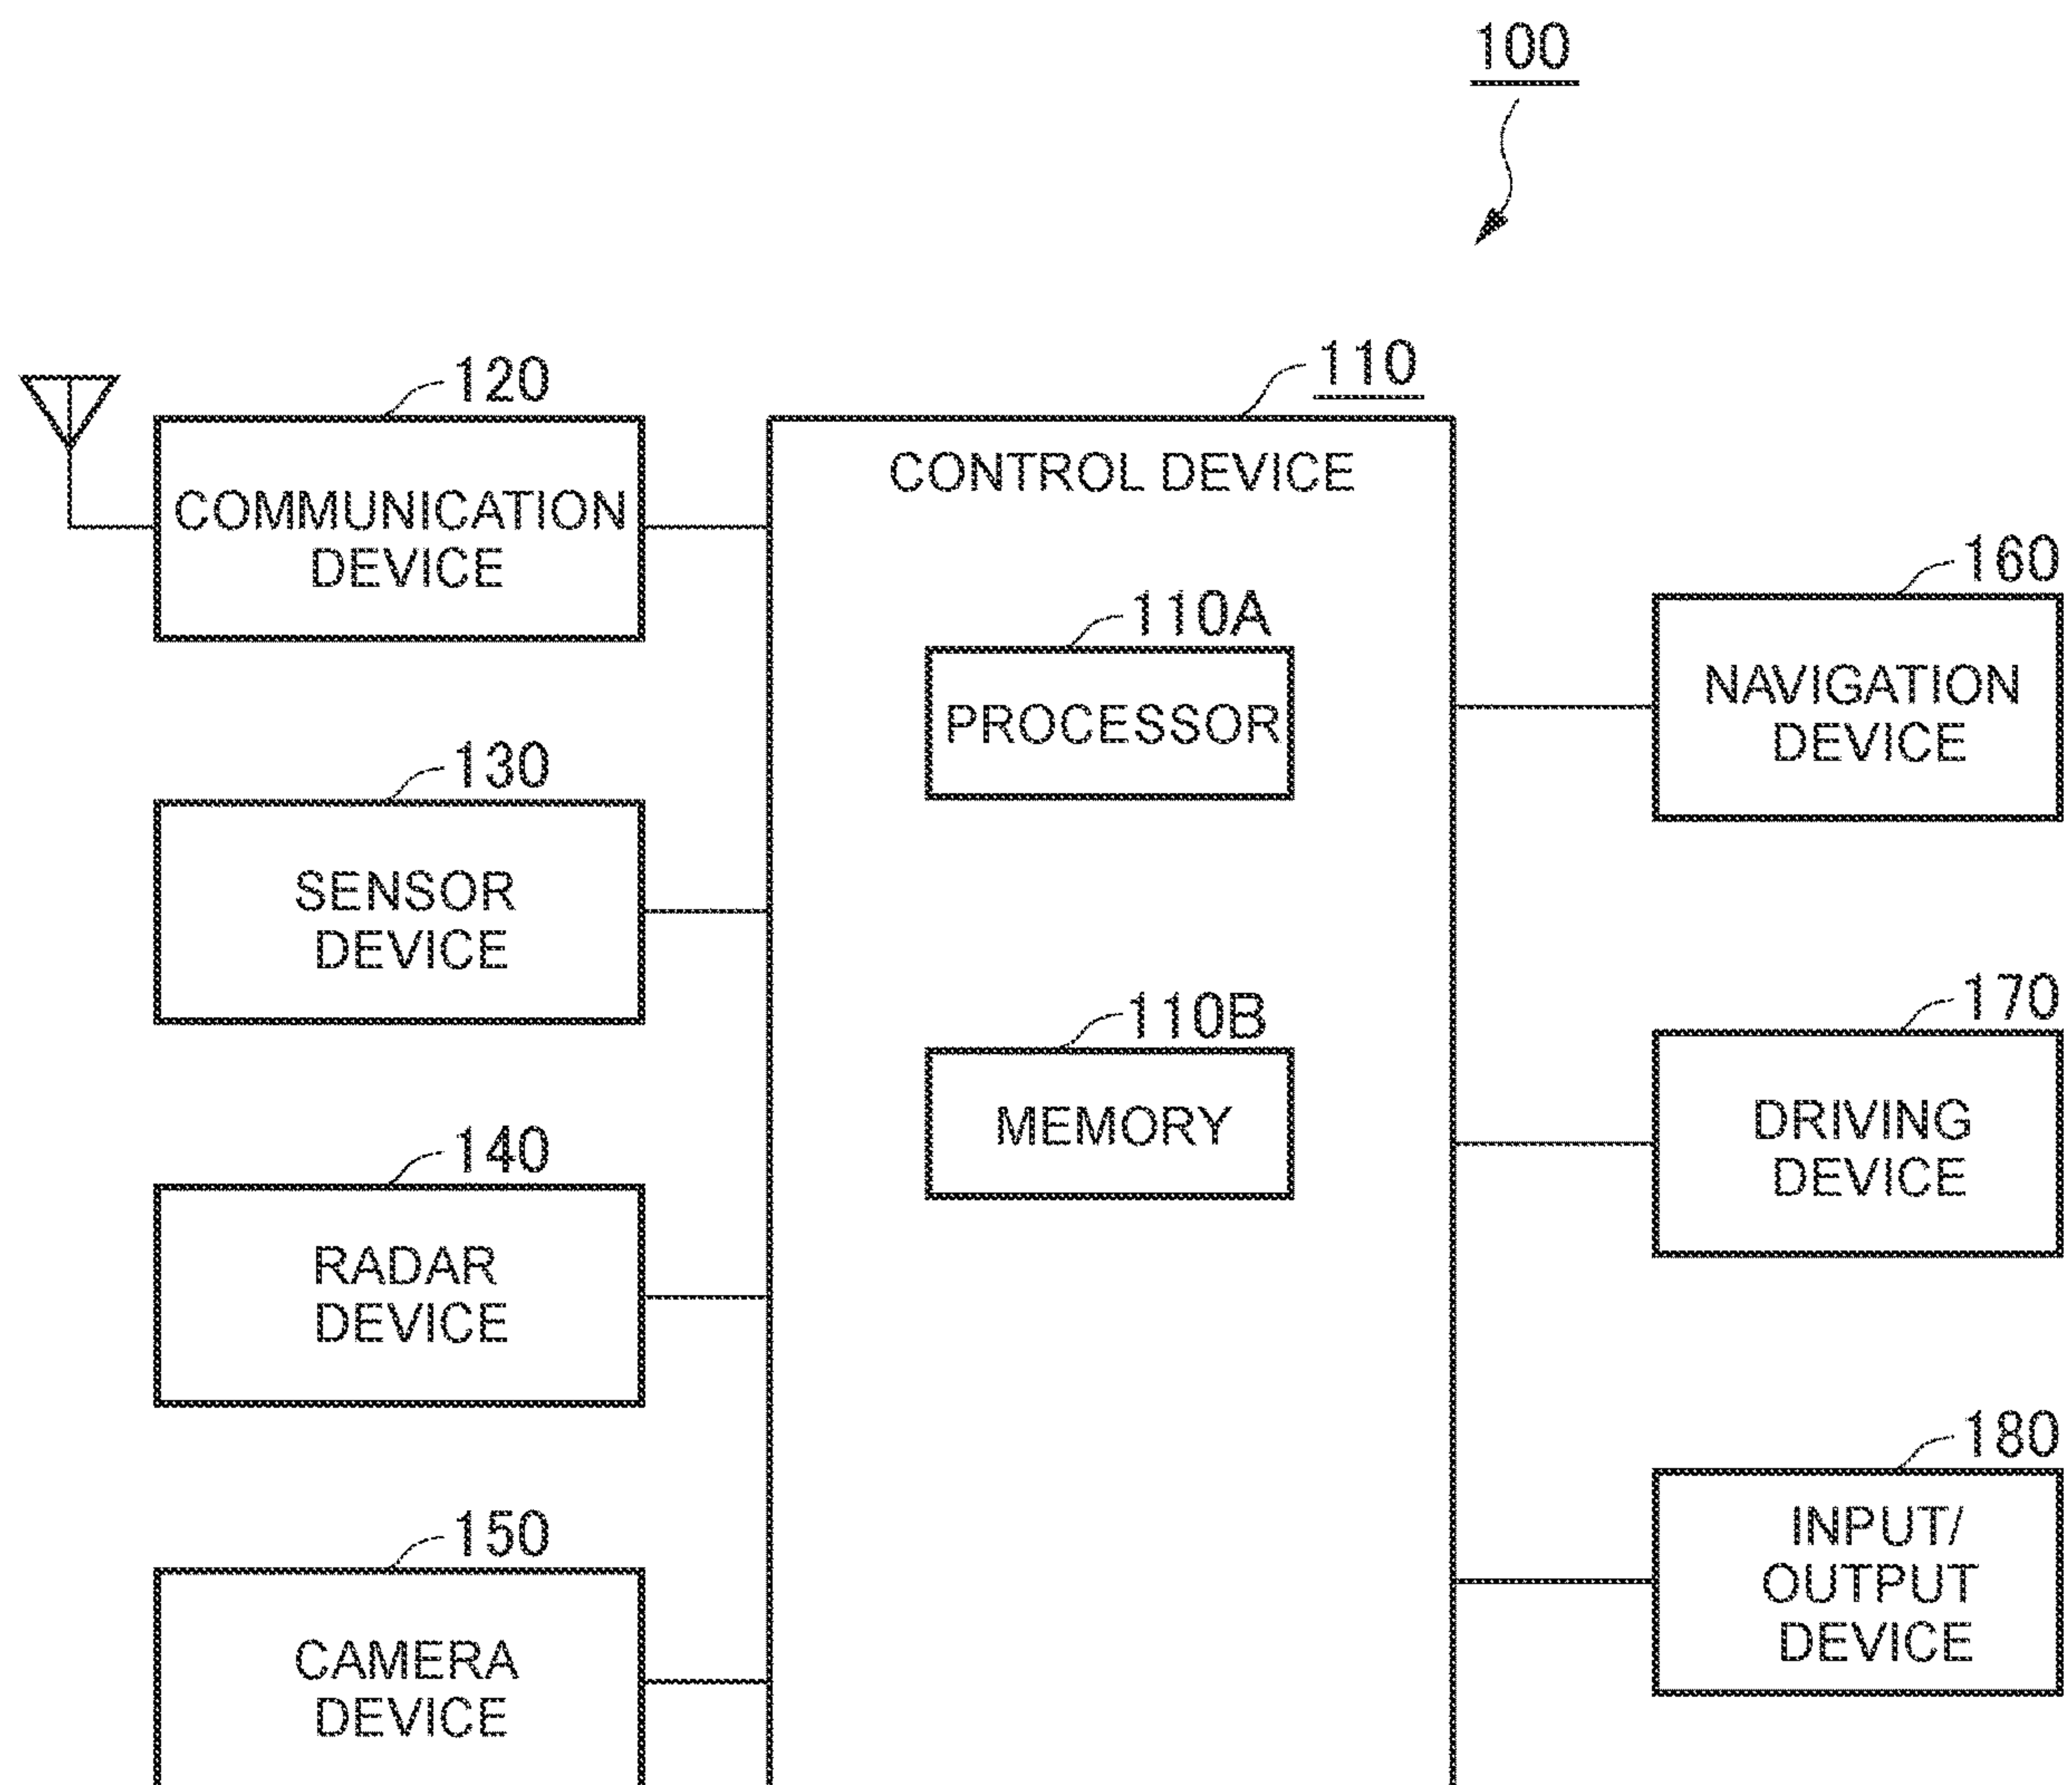 100
120
COMMUNICATION
DEVICE
130
SENSOR
DEVICE
140
RADAR
DEVICE
150
CAMERA
DEVICE
110
CONTROL DEVICE
110A
PROCESSOR
110B
MEMORY
160
NAVIGATION
DEVICE
170
DRIVING
DEVICE
180
INPUT/
OUTPUT
DEVICE